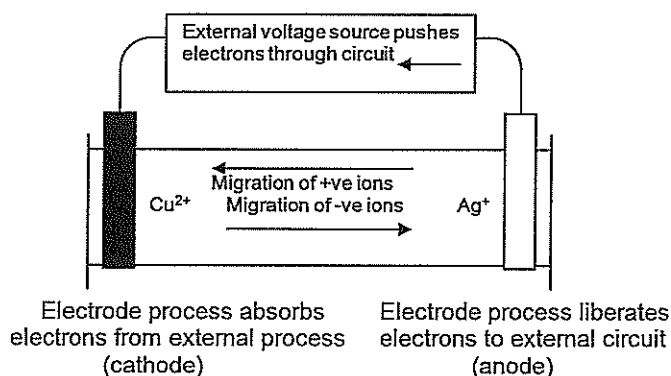 External voltage source pushes
electrons through circuit
Migration of +ve ions
Cu²⁺
Migration of -ve ions
Ag⁺
Electrode process absorbs
electrons from external process
(cathode)
Electrode process liberates
electrons to external circuit
(anode)